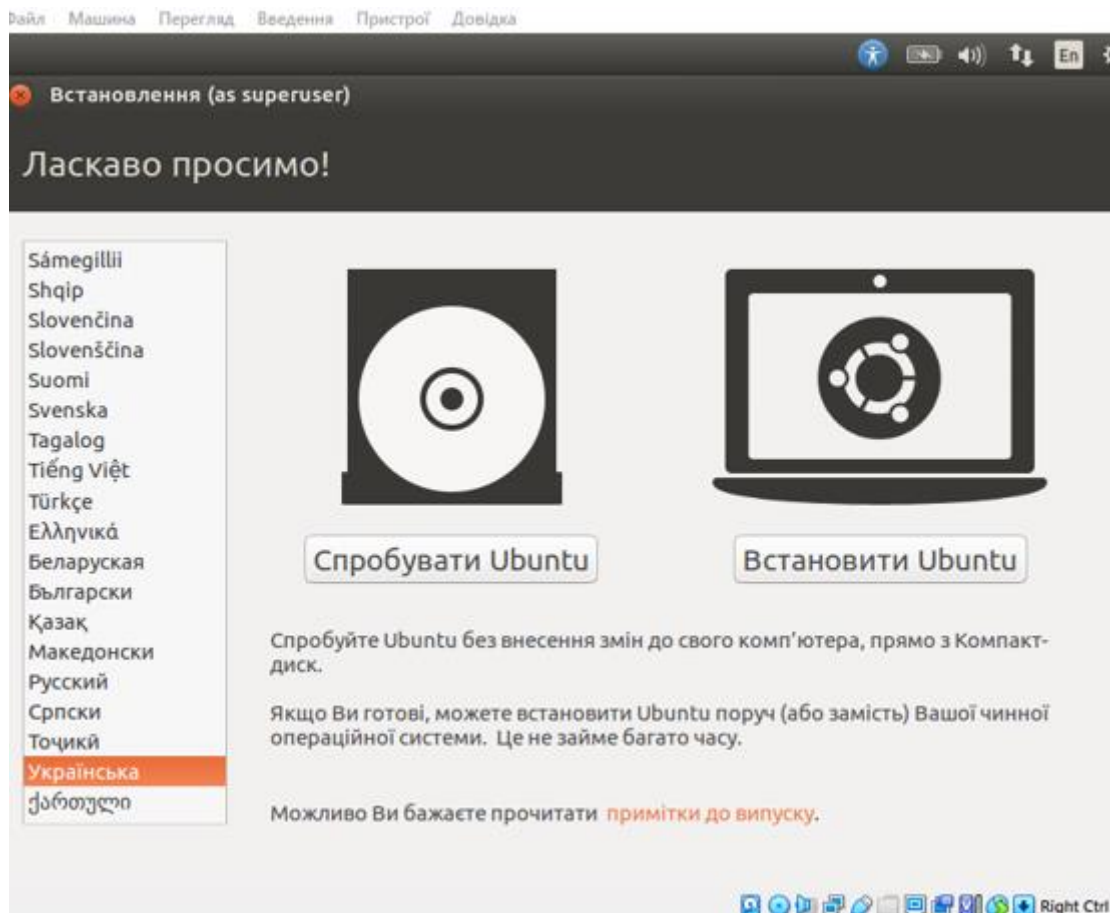 Файл Машина Перегляд Введення Пристрої Довідка
En
Встановлення (as superuser)
Ласкаво просимо!
Sámegillii
Shqip
Slovenčina
Slovenščina
Suomi
Svenska
Tagalog
Tiếng Việt
Türkçe
Ελληνικά
Беларуская
Български
Қазақ
Македонски
Русский
Српски
Тоҷикӣ
Українська
ქართული
Спробувати Ubuntu
Встановити Ubuntu
Спробуйте Ubuntu без внесення змін до свого комп’ютера, прямо з Компакт-
диск.
Якщо Ви готові, можете встановити Ubuntu поруч (або замість) Вашої чинної
операційної системи. Це не займе багато часу.
Можливо Ви бажаєте прочитати примітки до випуску.
Right Ctrl